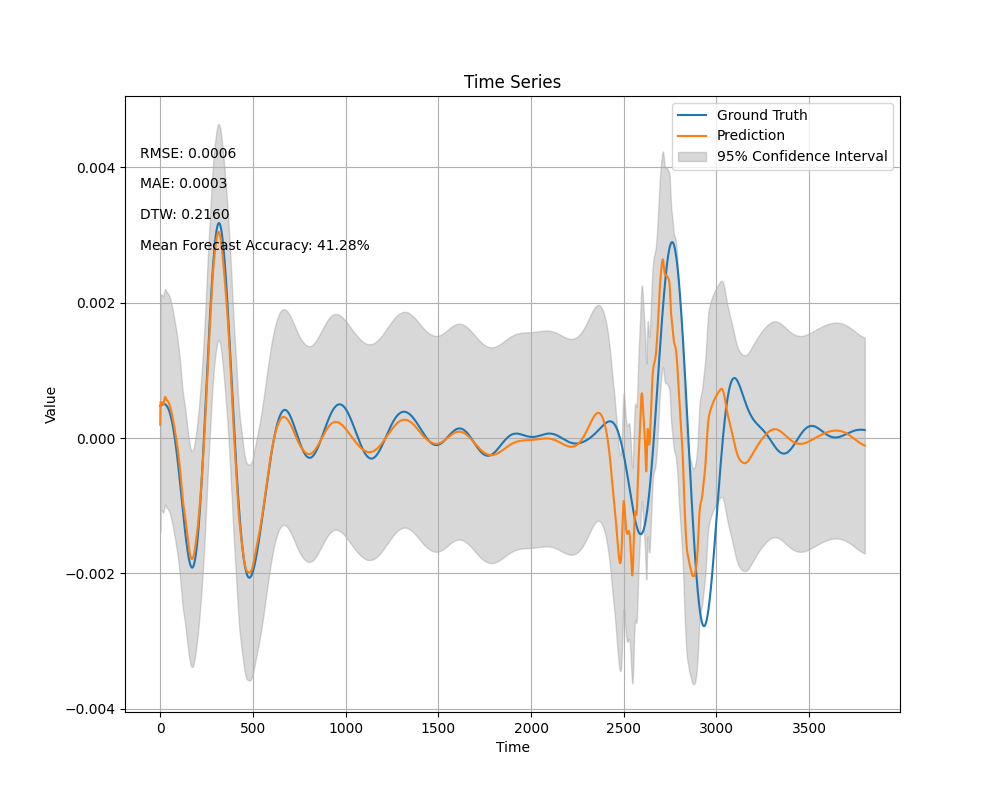 Time Series
Ground Truth
Prediction
95% Confidence Interval
RMSE: 0.0006
MAE: 0.0003
DTW: 0.2160
Mean Forecast Accuracy: 41.28%
0.004
0.002
0.000
−0.002
−0.004
Value
0 500 1000 1500 2000 2500 3000 3500
Time